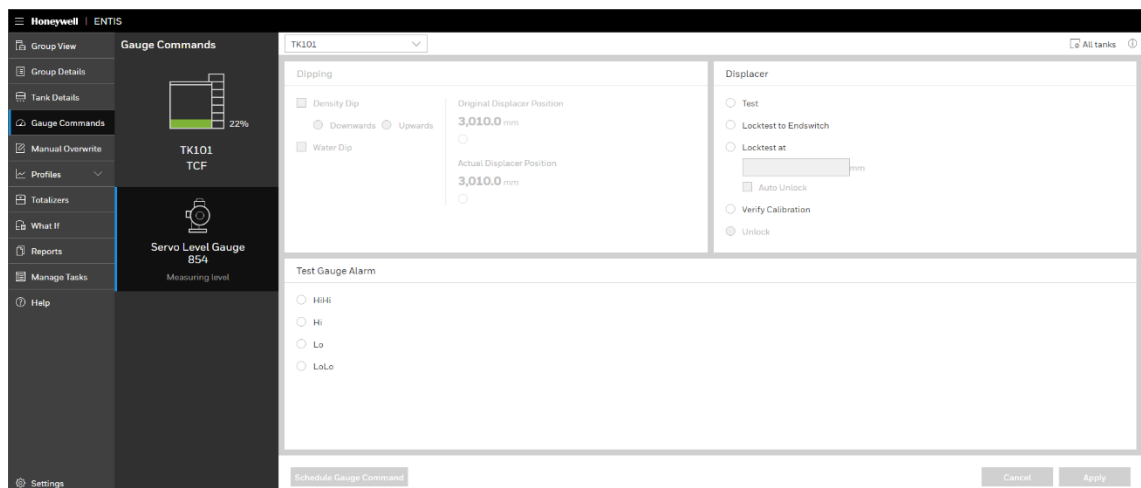 Honeywell | ENTIS
Group View
Group Details
Tank Details
Gauge Commands
Manual Overwrite
Profiles
Totalizers
What If
Reports
Manage Tasks
Help
Settings
Gauge Commands
22%
TK101
TCF
Servo Level Gauge
854
Measuring level
TK101
All tanks
Dipping
Density Dip
Downwards Upwards
Water Dip
Original Displacer Position
3,010.0 mm
Actual Displacer Position
3,010.0 mm
Displacer
Test
Locktest to Endswitch
Locktest at
mm
Auto Unlock
Verify Calibration
Unlock
Test Gauge Alarm
HiHi
Hi
Lo
LoLo
Schedule Gauge Command
Cancel Apply